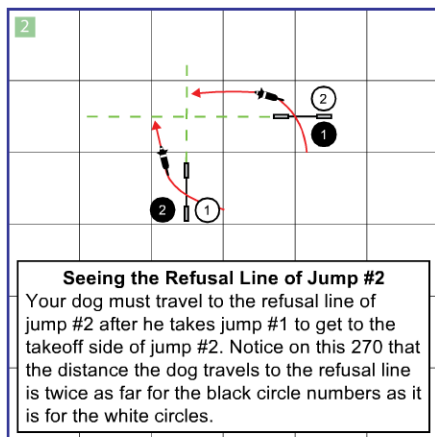 2
2
1
2
1
Seeing the Refusal Line of Jump #2
Your dog must travel to the refusal line of
jump #2 after he takes jump #1 to get to the
takeoff side of jump #2. Notice on this 270 that
the distance the dog travels to the refusal line
is twice as far for the black circle numbers as it
is for the white circles.